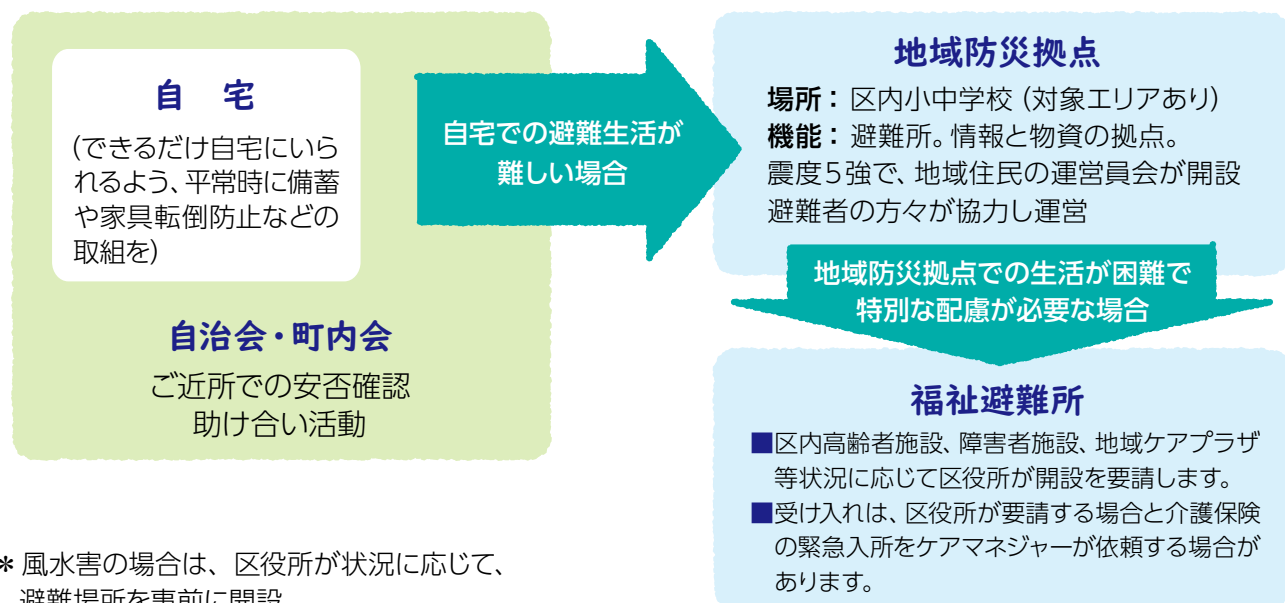 自 宅
(できるだけ自宅にいら
れるよう、平常時に備蓄
や家具転倒防止などの
取組を)
自治会・町内会
ご近所での安否確認
助け合い活動
自宅での避難生活が
難しい場合
地域防災拠点
場所：区内小中学校（対象エリアあり）
機能：避難所。情報と物資の拠点。
震度５強で、地域住民の運営員会が開設
避難者の方々が協力し運営
地域防災拠点での生活が困難で
特別な配慮が必要な場合
福祉避難所
■区内高齢者施設、障害者施設、地域ケアプラザ
等状況に応じて区役所が開設を要請します。
■受け入れは、区役所が要請する場合と介護保険
の緊急入所をケアマネジャーが依頼する場合が
あります。
＊風水害の場合は、区役所が状況に応じて、
避難場所を事前に開設